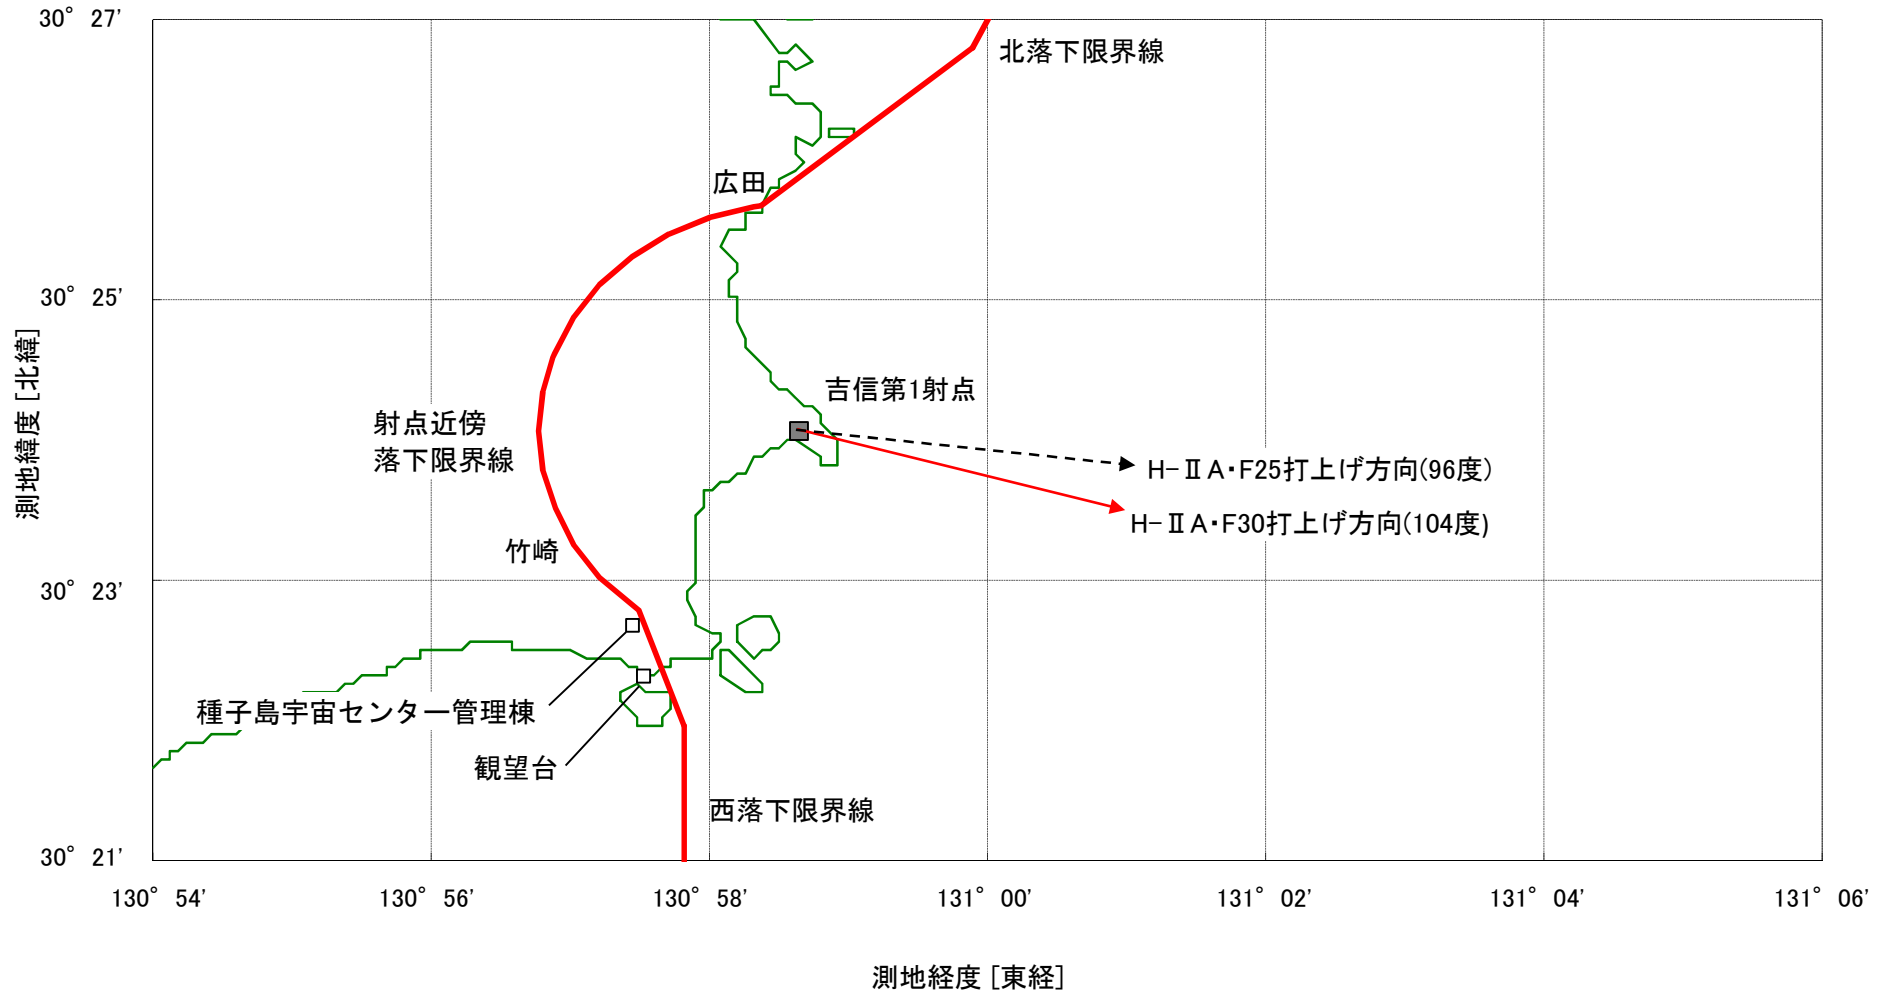 30° 27'
北落下限界線
広田
30° 25'
吉信第1射点
射点近傍
落下限界線
H-ⅡA・F25打上げ方向(96度)
H-ⅡA・F30打上げ方向(104度)
竹崎
30° 23'
種子島宇宙センター管理棟
観望台
西落下限界線
30° 21'
130° 54' 130° 56' 130° 58' 131° 00' 131° 02' 131° 04' 131° 06'
測地緯度 [北緯]
測地経度 [東経]